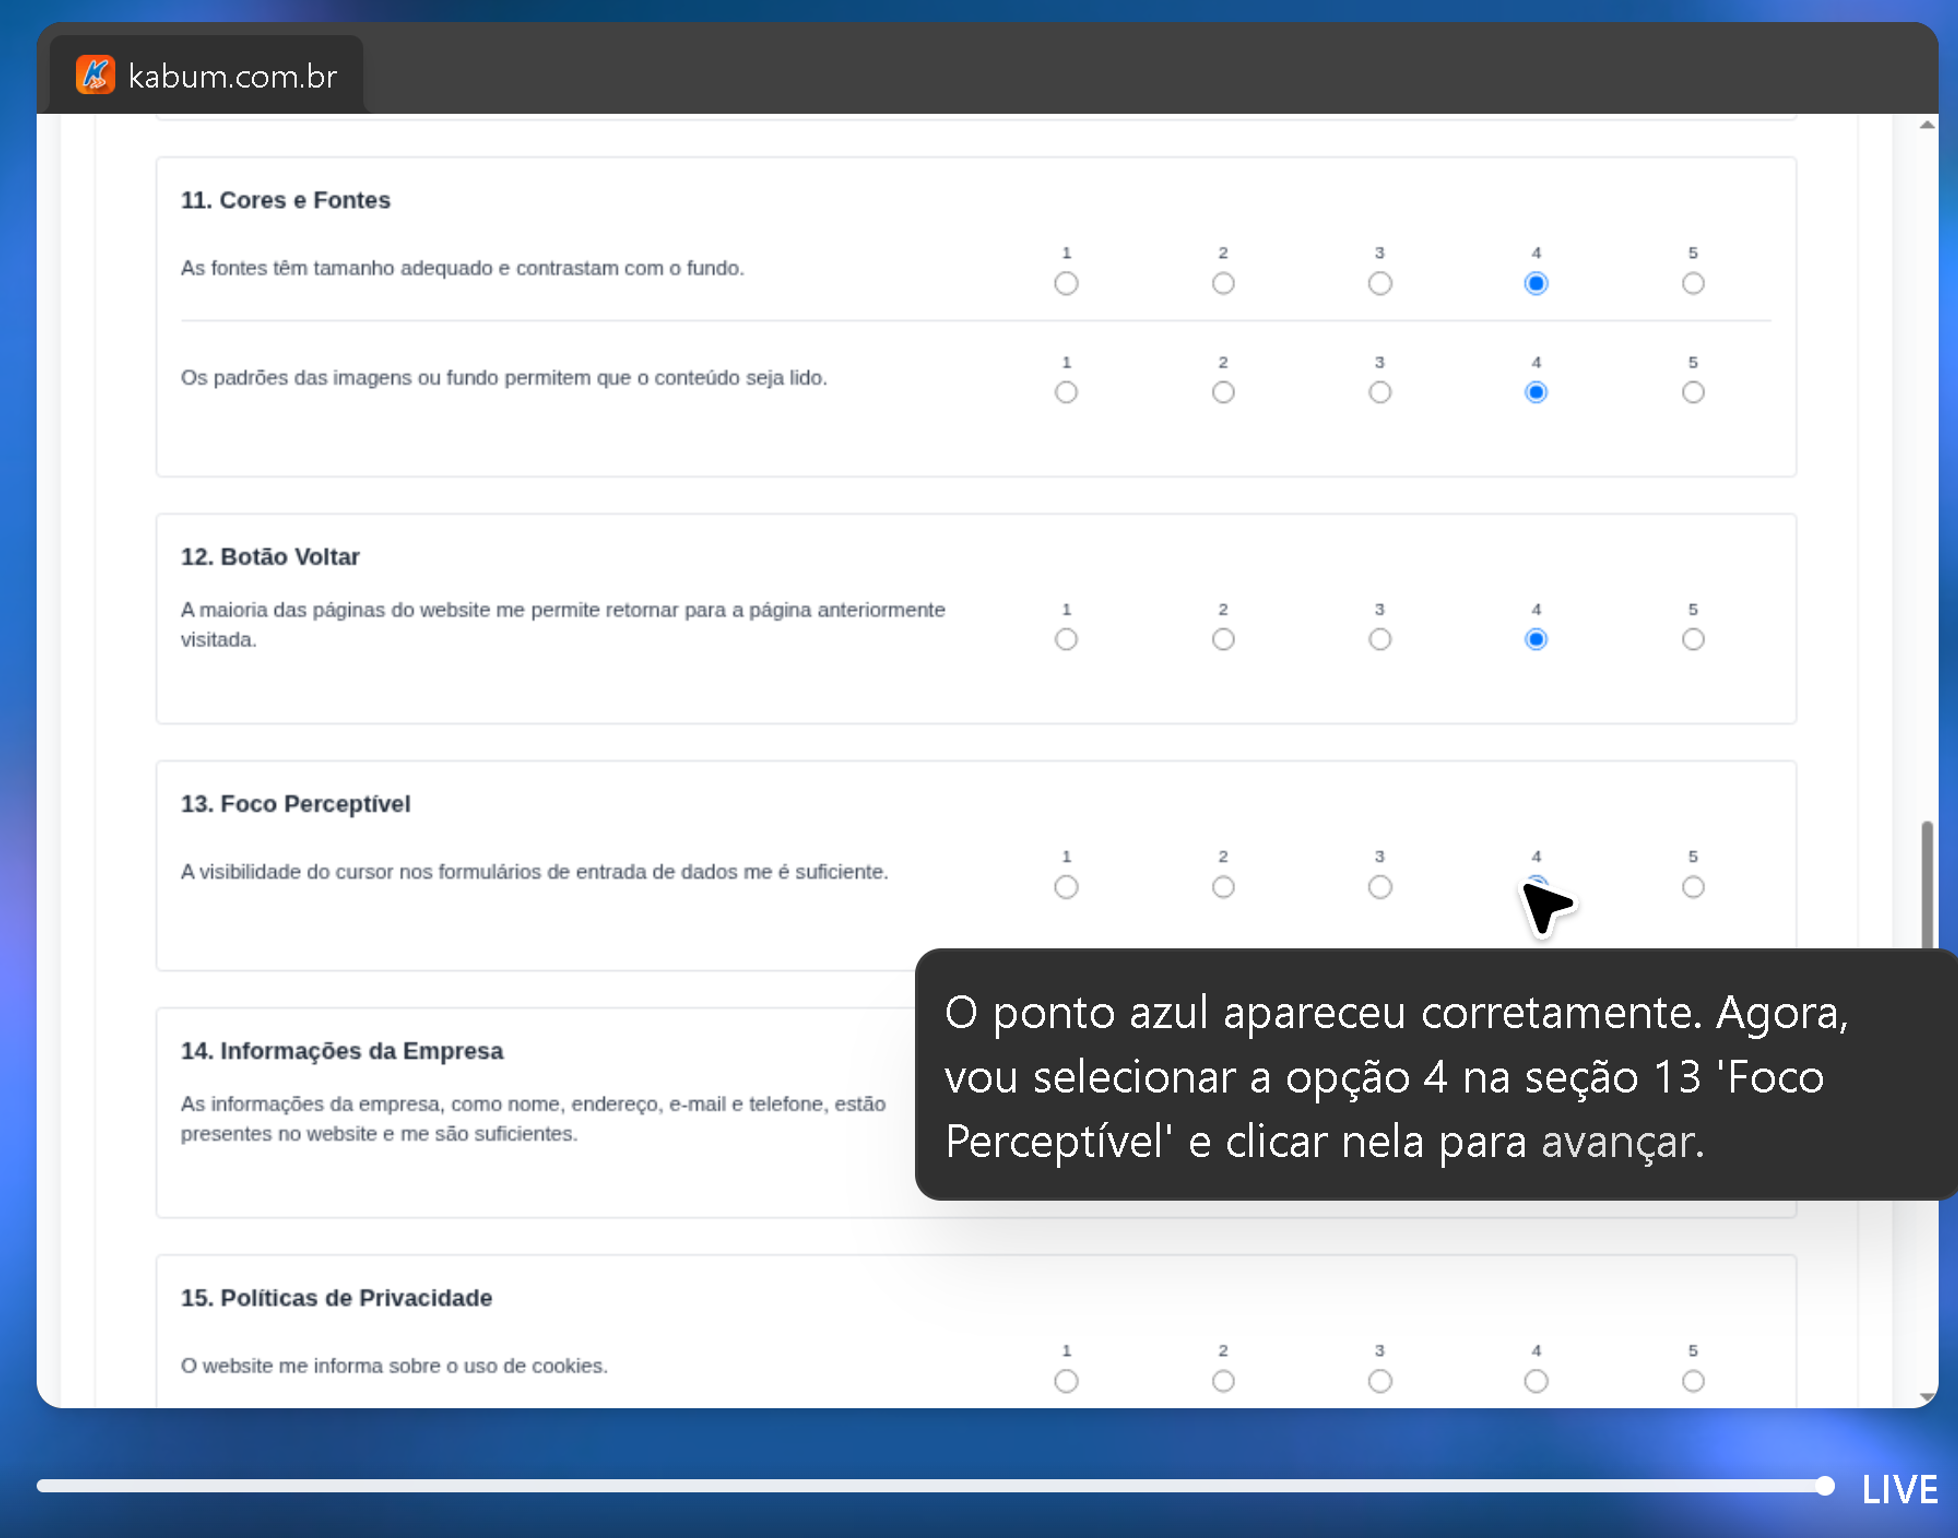 kabum.com.br
11. Cores e Fontes
As fontes têm tamanho adequado e contrastam com o fundo.
1 2 3 4 5
Os padrões das imagens ou fundo permitem que o conteúdo seja lido.
1 2 3 4 5
12. Botão Voltar
A maioria das páginas do website me permite retornar para a página anteriormente
visitada.
1 2 3 4 5
13. Foco Perceptível
A visibilidade do cursor nos formulários de entrada de dados me é suficiente.
1 2 3 4 5
O ponto azul apareceu corretamente. Agora,
vou selecionar a opção 4 na seção 13 'Foco
Perceptível' e clicar nela para avançar.
14. Informações da Empresa
As informações da empresa, como nome, endereço, e-mail e telefone, estão
presentes no website e me são suficientes.
15. Políticas de Privacidade
O website me informa sobre o uso de cookies.
1 2 3 4 5
LIVE